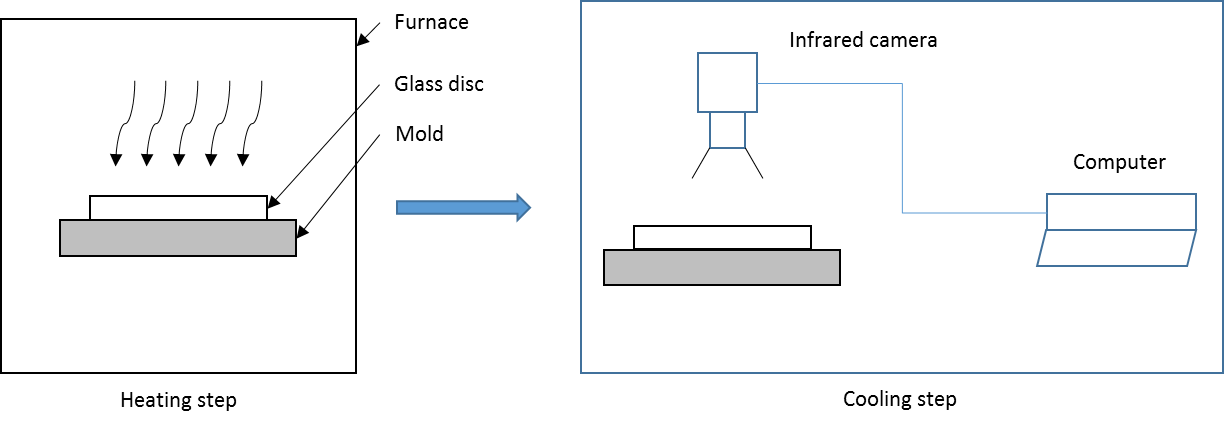 Furnace
Glass disc
Mold
Heating step
Infrared camera
Computer
Cooling step